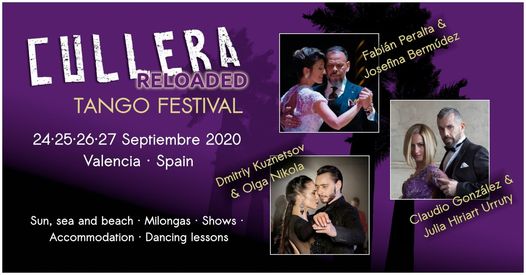 CULLERA
RELOADED
TANGO FESTIVAL
24·25·26·27 Septiembre 2020
Valencia · Spain
Sun, sea and beach · Milongas · Shows ·
Accommodation · Dancing lessons
Fabián Peralta &
Josefina Bermúdez
Dmitriy Kuznetsov
& Olga Nikola
Claudio González &
Julia Hiriart Urruty